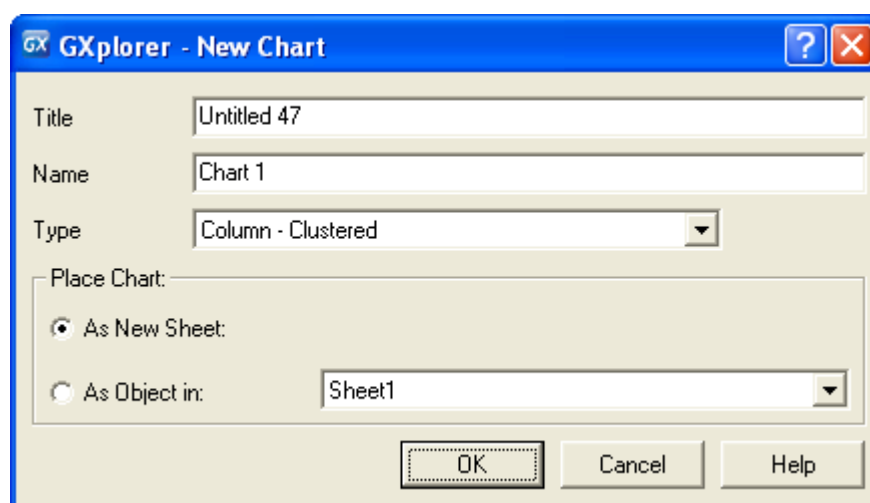 GX GXplorer - New Chart ?
Title Untitled 47
Name Chart 1
Type Column - Clustered
Place Chart:
As New Sheet:
As Object in: Sheet1
OK Cancel Help